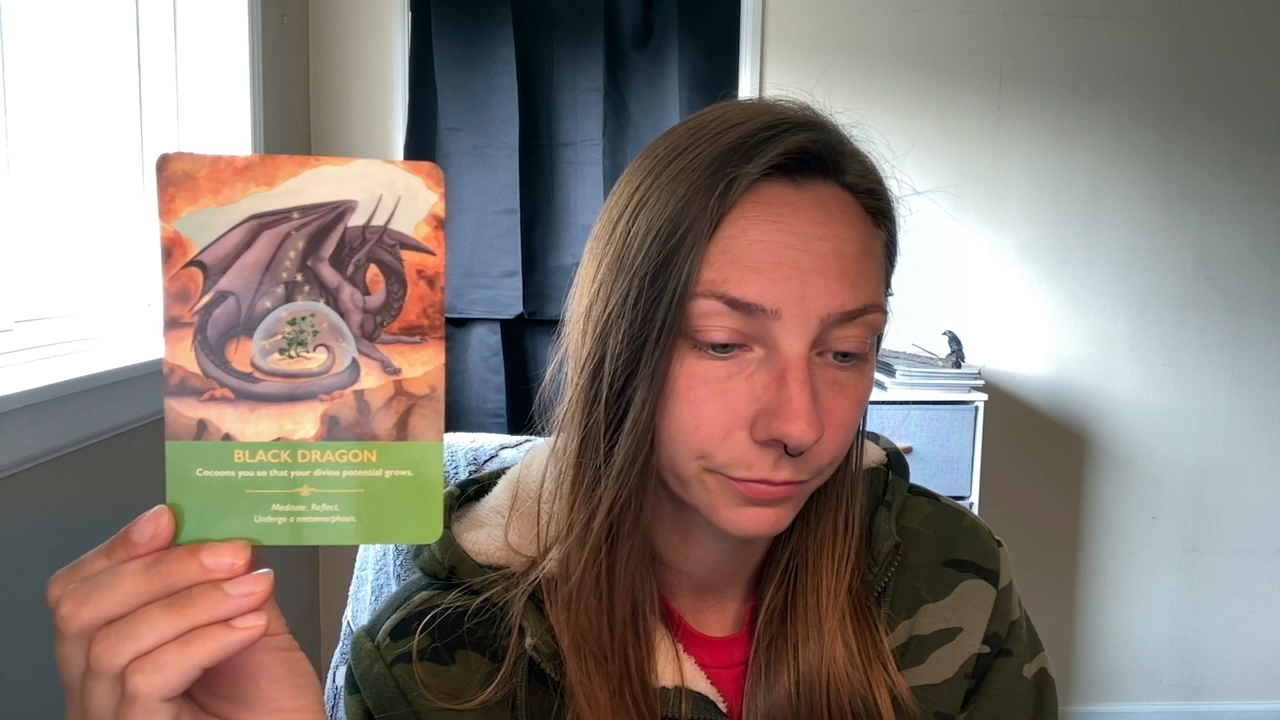 BLACK DRAGON
Cocoons you so that your divine potential grows.
Meditate. Reflect.
Undergo a metamorphosis.